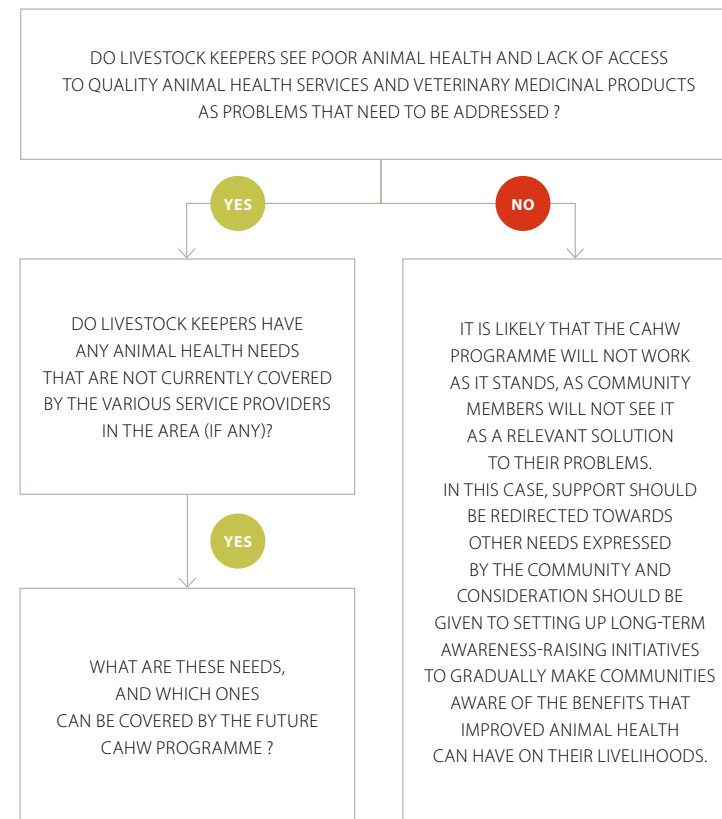 DO LIVESTOCK KEEPERS SEE POOR ANIMAL HEALTH AND LACK OF ACCESS
TO QUALITY ANIMAL HEALTH SERVICES AND VETERINARY MEDICINAL PRODUCTS
AS PROBLEMS THAT NEED TO BE ADDRESSED ?
YES
NO
DO LIVESTOCK KEEPERS HAVE
ANY ANIMAL HEALTH NEEDS
THAT ARE NOT CURRENTLY COVERED
BY THE VARIOUS SERVICE PROVIDERS
IN THE AREA (IF ANY)?
YES
WHAT ARE THESE NEEDS,
AND WHICH ONES
CAN BE COVERED BY THE FUTURE
CAHW PROGRAMME ?
IT IS LIKELY THAT THE CAHW
PROGRAMME WILL NOT WORK
AS IT STANDS, AS COMMUNITY
MEMBERS WILL NOT SEE IT
AS A RELEVANT SOLUTION
TO THEIR PROBLEMS.
IN THIS CASE, SUPPORT SHOULD
BE REDIRECTED TOWARDS
OTHER NEEDS EXPRESSED
BY THE COMMUNITY AND
CONSIDERATION SHOULD BE
GIVEN TO SETTING UP LONG-TERM
AWARENESS-RAISING INITIATIVES
TO GRADUALLY MAKE COMMUNITIES
AWARE OF THE BENEFITS THAT
IMPROVED ANIMAL HEALTH
CAN HAVE ON THEIR LIVELIHOODS.